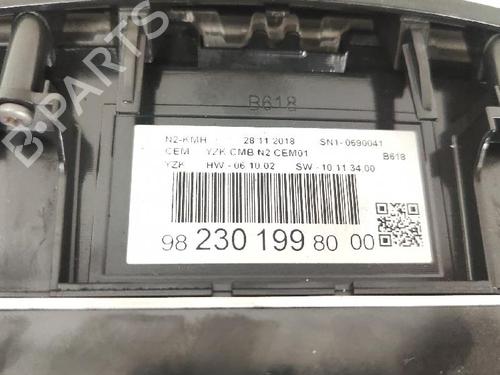 B618
N2-KMH 28 11 2018 SN1-0690041
CEM YZK CMB N2 CEM01 B618
YZK HW - 06.10.02 SW - 10.11 34.00
98 230 199 80 00
B-PARTS